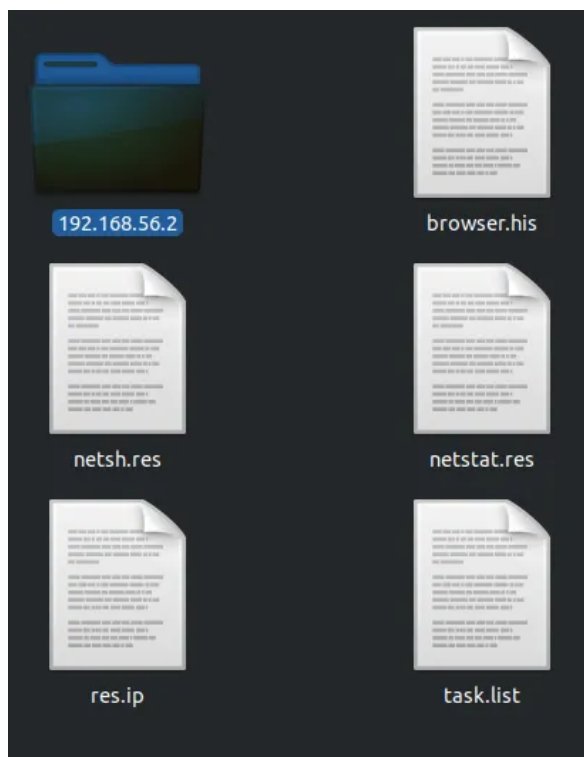 192.168.56.2
browser.his
netsh.res
netstat.res
res.ip
task.list